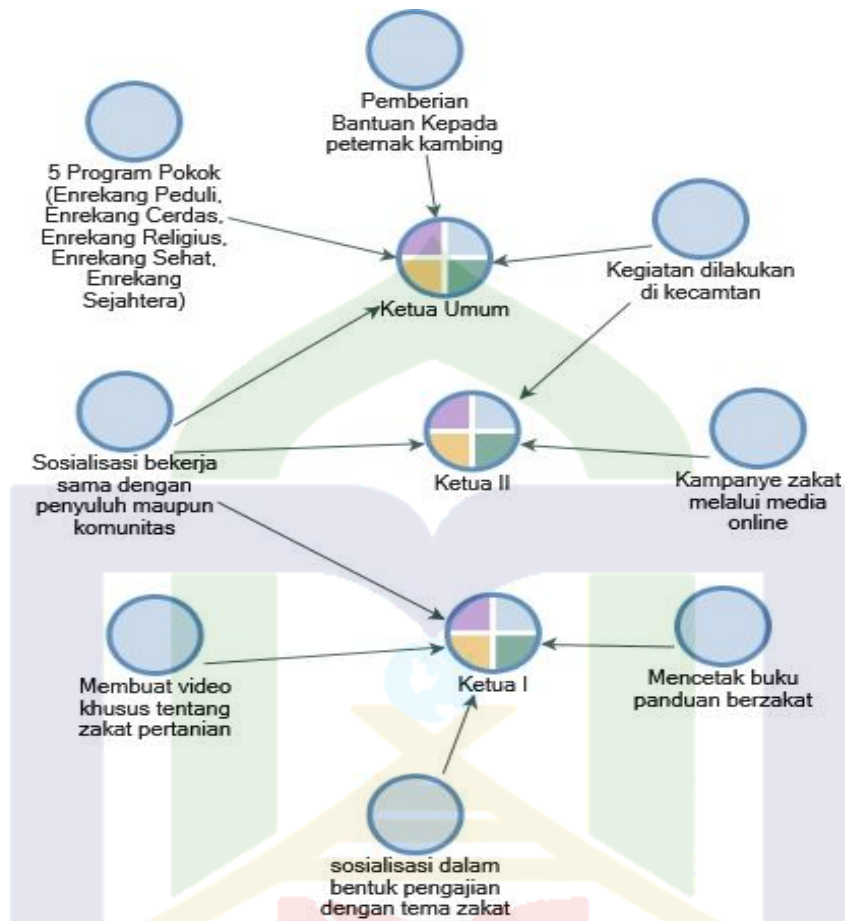 Pemberian
Bantuan Kepada
peternak kambing
5 Program Pokok
(Enrekang Peduli,
Enrekang Cerdas,
Enrekang Religius,
Enrekang Sehat,
Enrekang
Sejahtera)
Kegiatan dilakukan
di kecamtan
Ketua Umum
Sosialisasi bekerja
sama dengan
penyuluh maupun
komunitas
Ketua II
Kampanye zakat
melalui media
online
Membuat video
khusus tentang
zakat pertanian
Ketua I
Mencetak buku
panduan berzakat
sosialisasi dalam
bentuk pengajian
dengan tema zakat